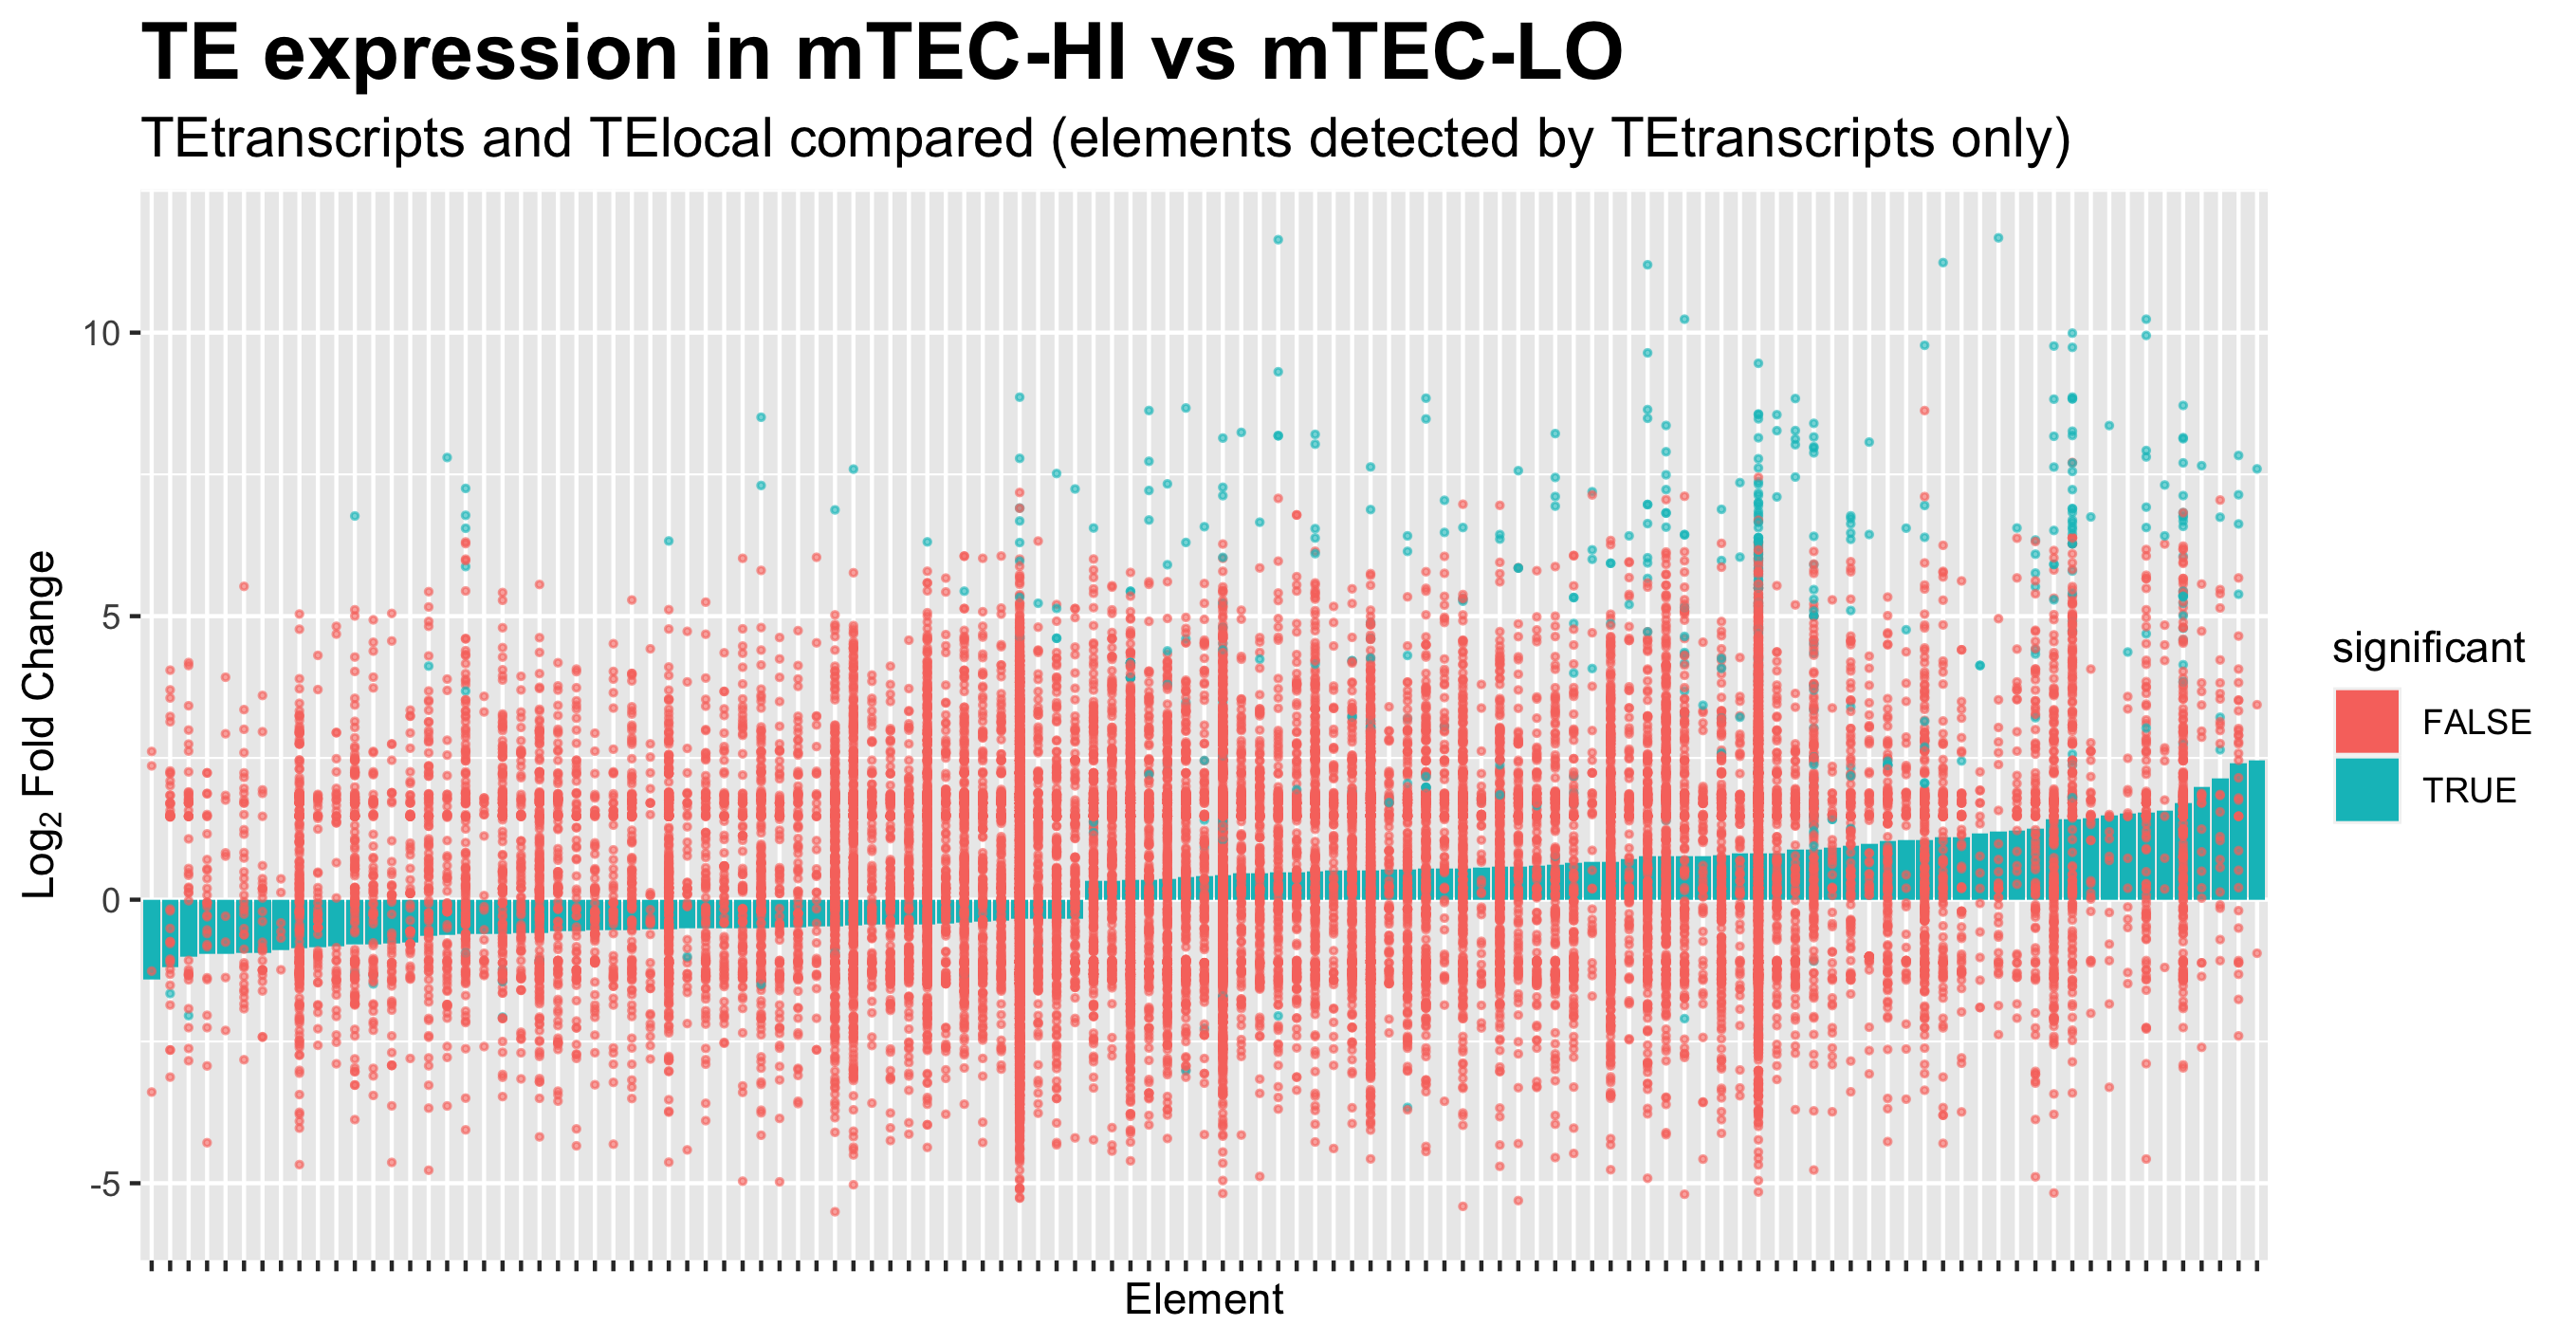 TE expression in mTEC-HI vs mTEC-LO
TEtranscripts and TElocal compared (elements detected by TEtranscripts only)
Log₂ Fold Change
10
5
0
-5
Element
significant
FALSE
TRUE